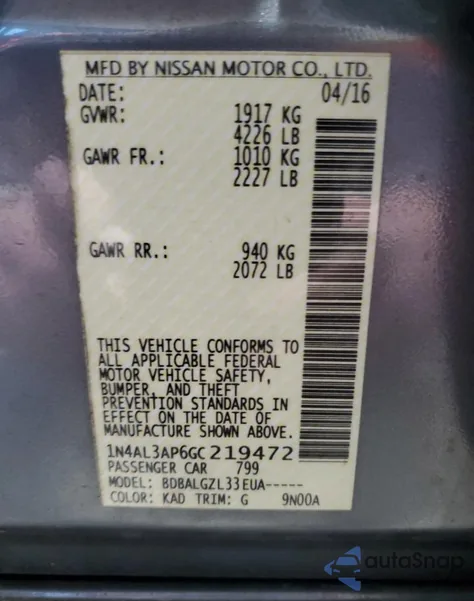 MFD BY NISSAN MOTOR CO., LTD.
DATE: 04/16
GVWR: 1917 KG
4226 LB
GAWR FR.: 1010 KG
2227 LB
GAWR RR.: 940 KG
2072 LB
THIS VEHICLE CONFORMS TO
ALL APPLICABLE FEDERAL
MOTOR VEHICLE SAFETY,
BUMPER, AND THEFT
PREVENTION STANDARDS IN
EFFECT ON THE DATE OF
MANUFACTURE SHOWN ABOVE.
1N4AL3AP6GC219472
PASSENGER CAR 799
MODEL: BDBALGZL33EUA-----
COLOR: KAD TRIM: G 9N00A
autoSnap